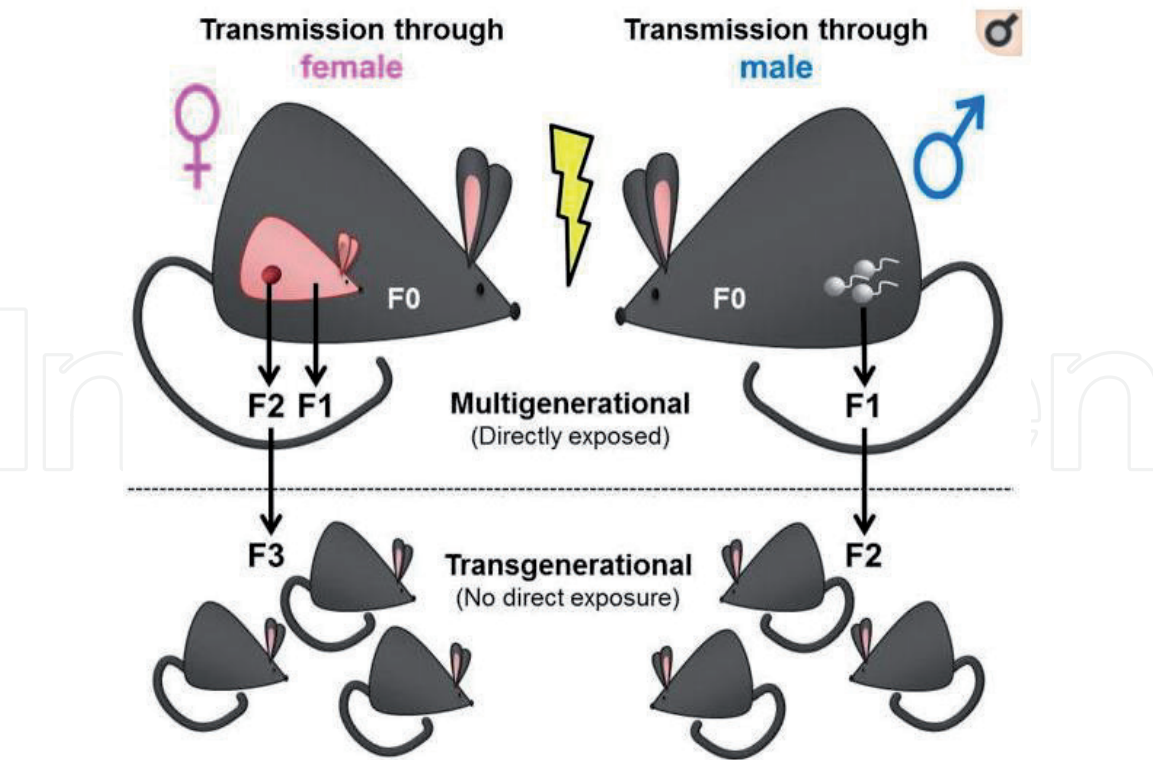 Transmission through
female
Transmission through
male
F0
F0
F2 F1
Multigenerational
(Directly exposed)
F1
F3
Transgenerational
(No direct exposure)
F2